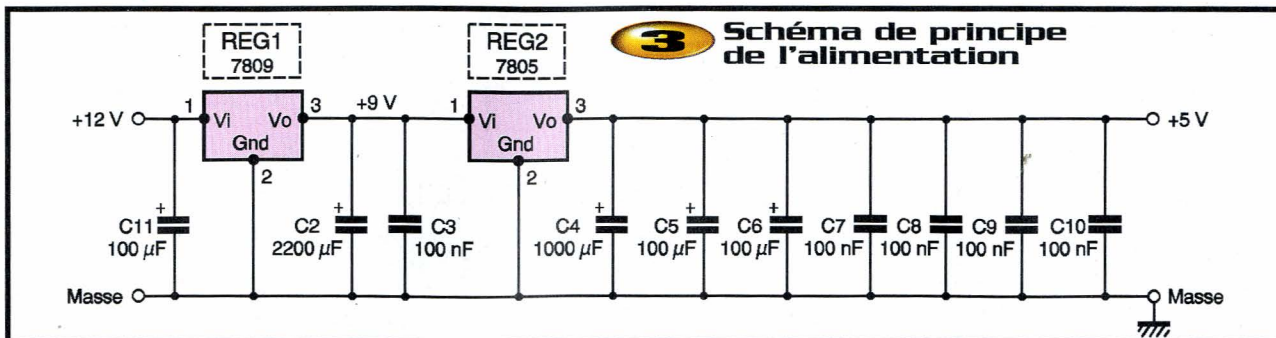 3
Schéma de principe
de l'alimentation
REG1
7809
REG2
7805
+12 V
1
Vi
Vo
3
Gnd
2
+9 V
1
Vi
Vo
3
Gnd
2
+5 V
+
C11
100 µF
+
C2
2200 µF
C3
100 nF
+
C4
1000 µF
+
C5
100 µF
+
C6
100 µF
C7
100 nF
C8
100 nF
C9
100 nF
C10
100 nF
Masse
Masse